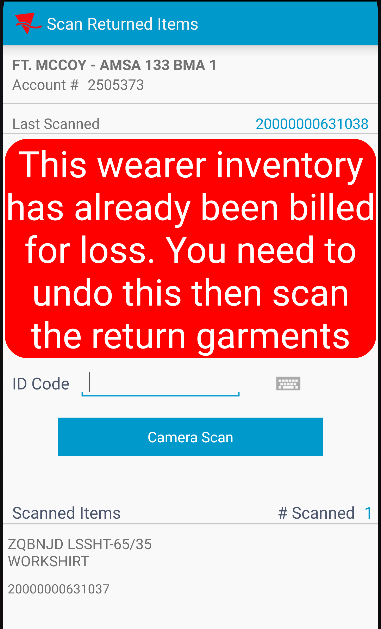 Scan Returned Items
FT. MCCOY - AMSA 133 BMA 1
Account # 2505373
Last Scanned 20000000631038
This wearer inventory
has already been billed
for loss. You need to
undo this then scan
the return garments
ID Code
Camera Scan
Scanned Items # Scanned 1
ZQBNJD LSSHT-65/35
WORKSHIRT
20000000631037